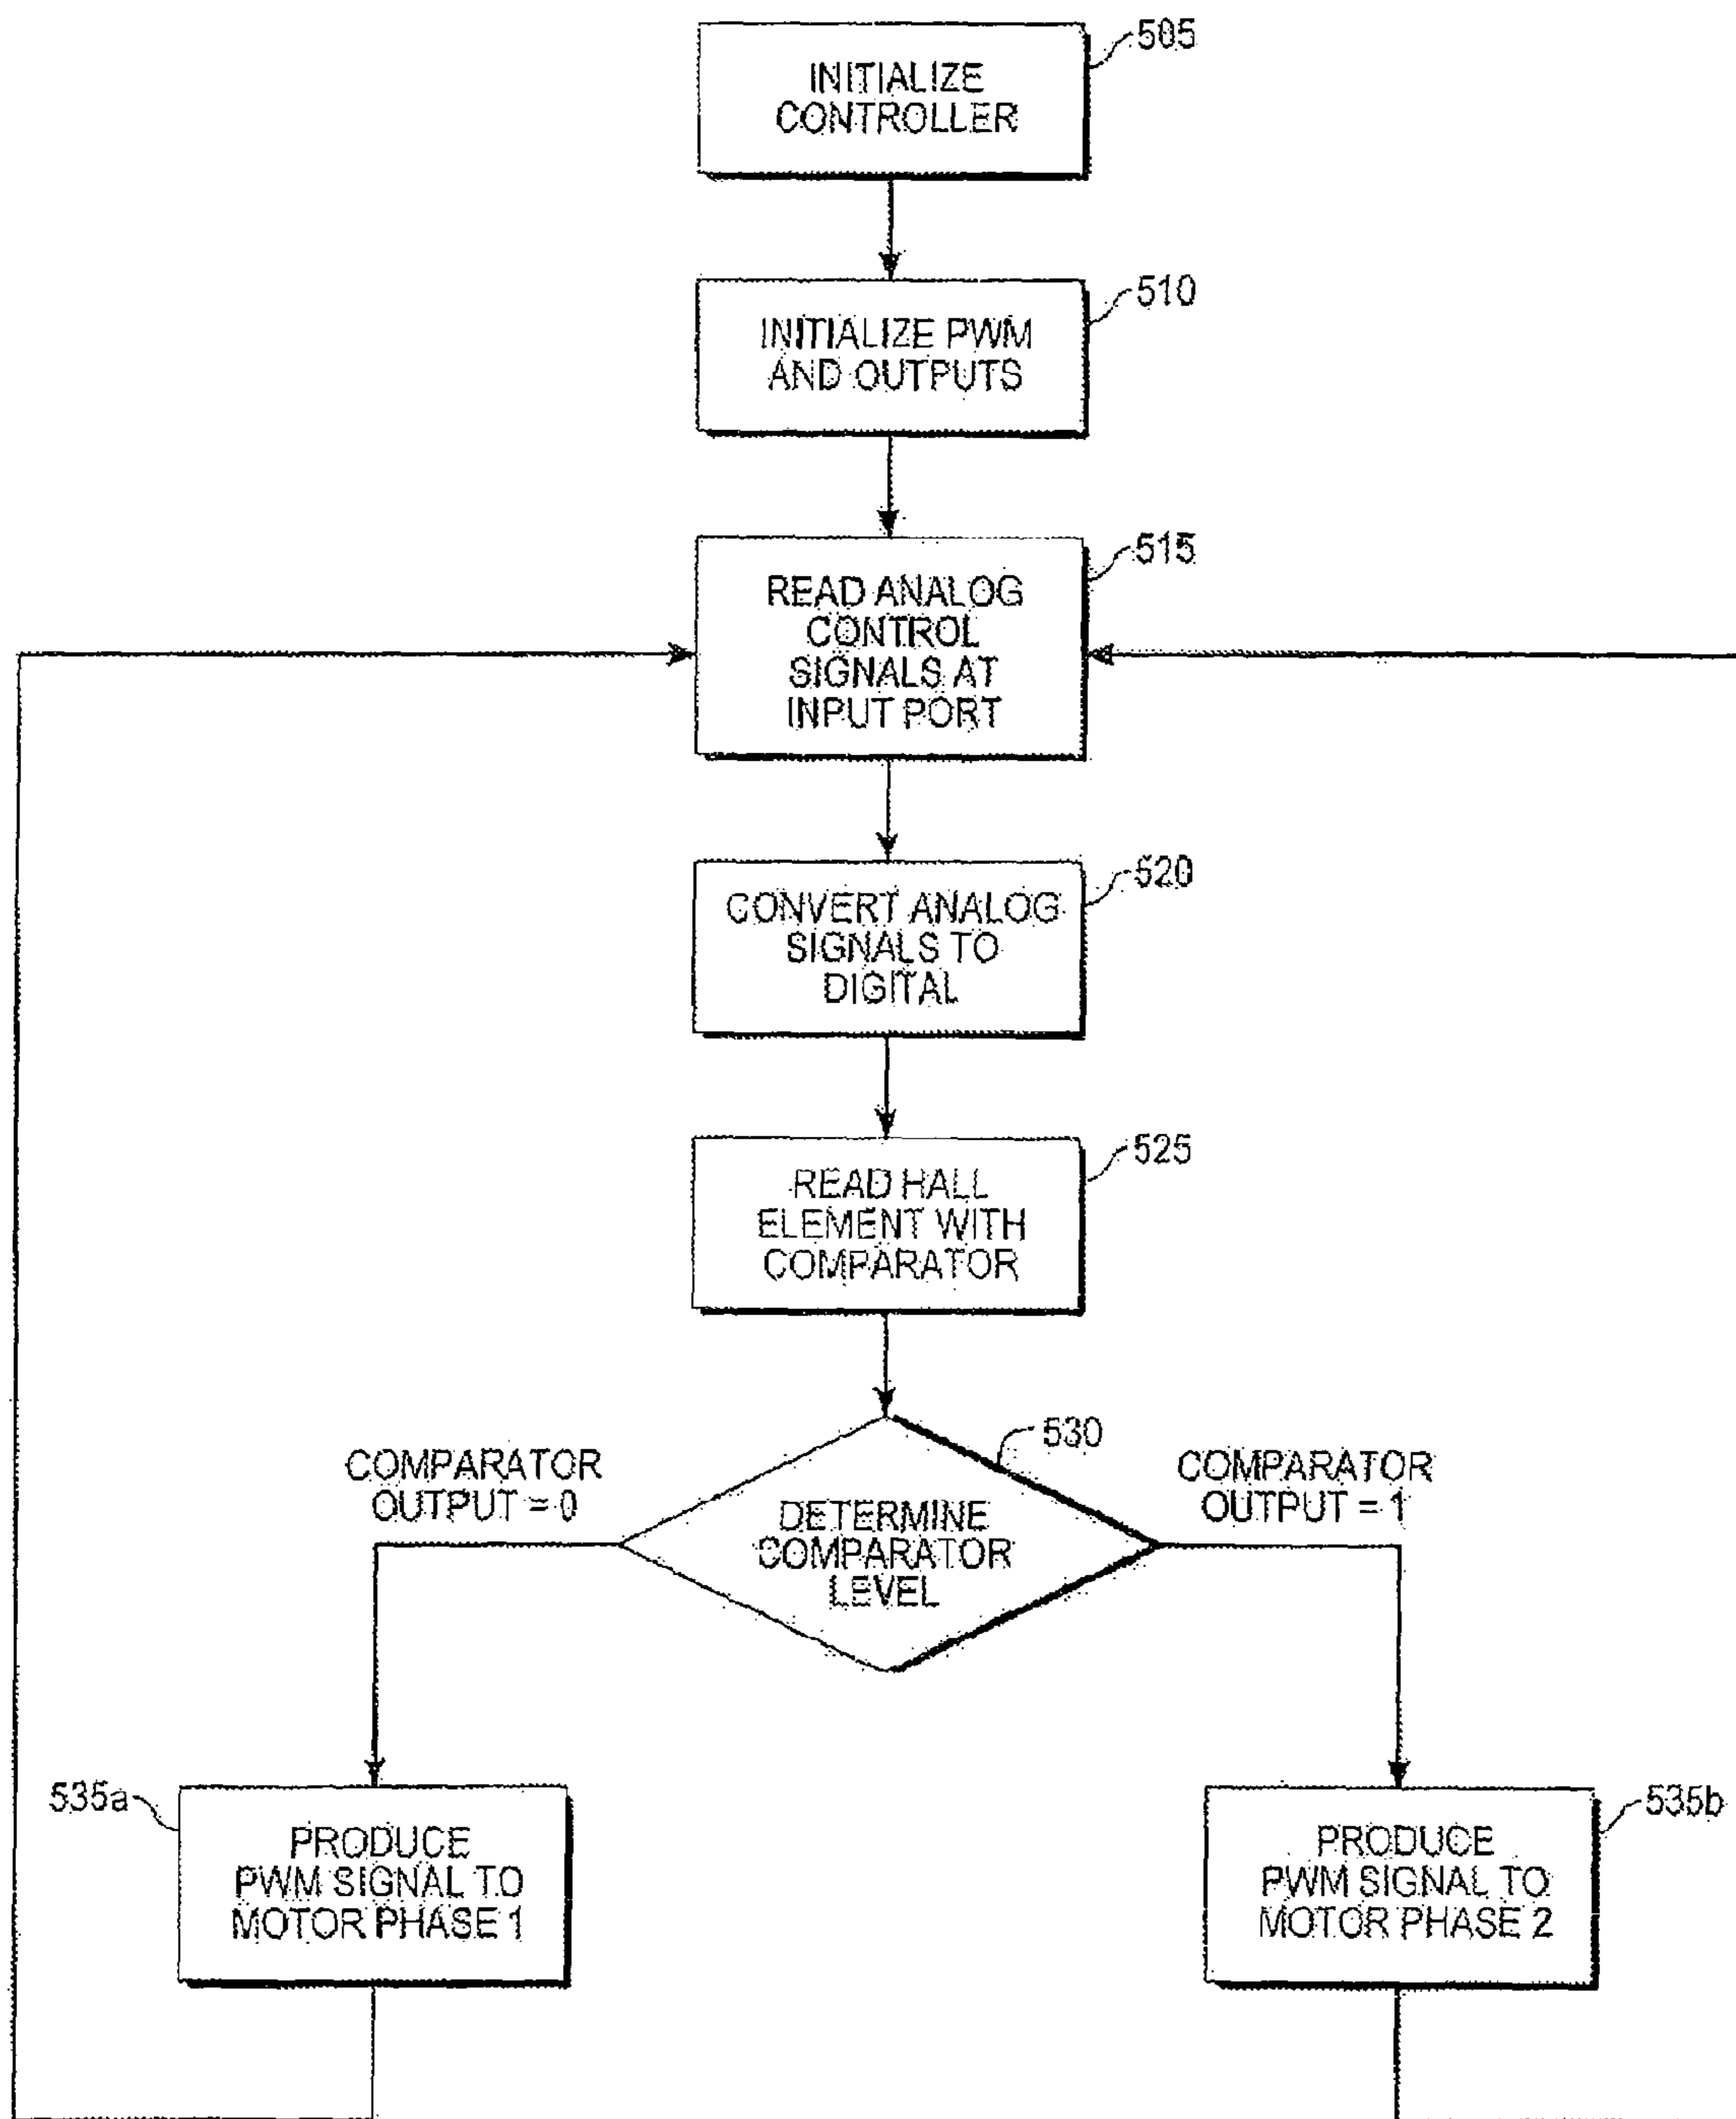 505
INITIALIZE
CONTROLLER
510
INITIALIZE PWM
AND OUTPUTS
515
READ ANALOG
CONTROL
SIGNALS AT
INPUT PORT
520
CONVERT ANALOG
SIGNALS TO
DIGITAL
525
READ HALL
ELEMENT WITH
COMPARATOR
530
COMPARATOR
OUTPUT = 0
DETERMINE
COMPARATOR
LEVEL
COMPARATOR
OUTPUT = 1
535a
PRODUCE
PWM SIGNAL TO
MOTOR PHASE 1
535b
PRODUCE
PWM SIGNAL TO
MOTOR PHASE 2